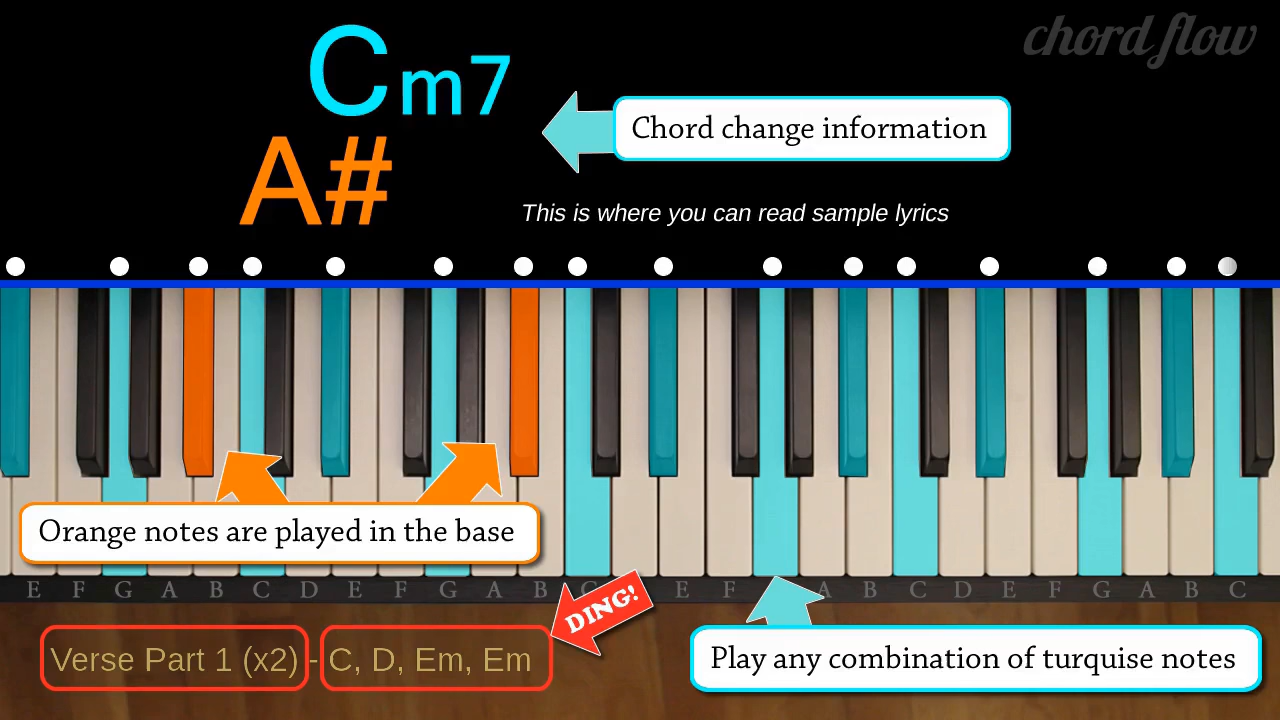 chord flow
Cm7
A#
Chord change information
This is where you can read sample lyrics
Orange notes are played in the base
E F G A B C D E F G A B C E F A B C D E F G A B C
DING!
Verse Part 1 (x2) - C, D, Em, Em
Play any combination of turquise notes